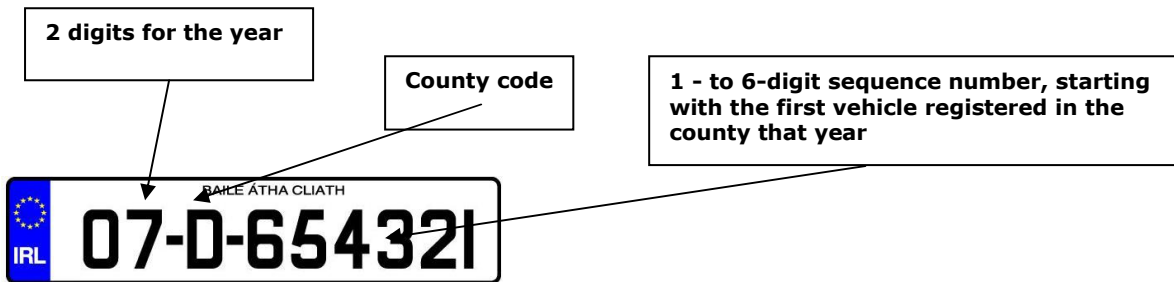 2 digits for the year
County code
1 - to 6-digit sequence number, starting
with the first vehicle registered in the
county that year
BAILE ÁTHA CLIATH
07-D-654321
IRL